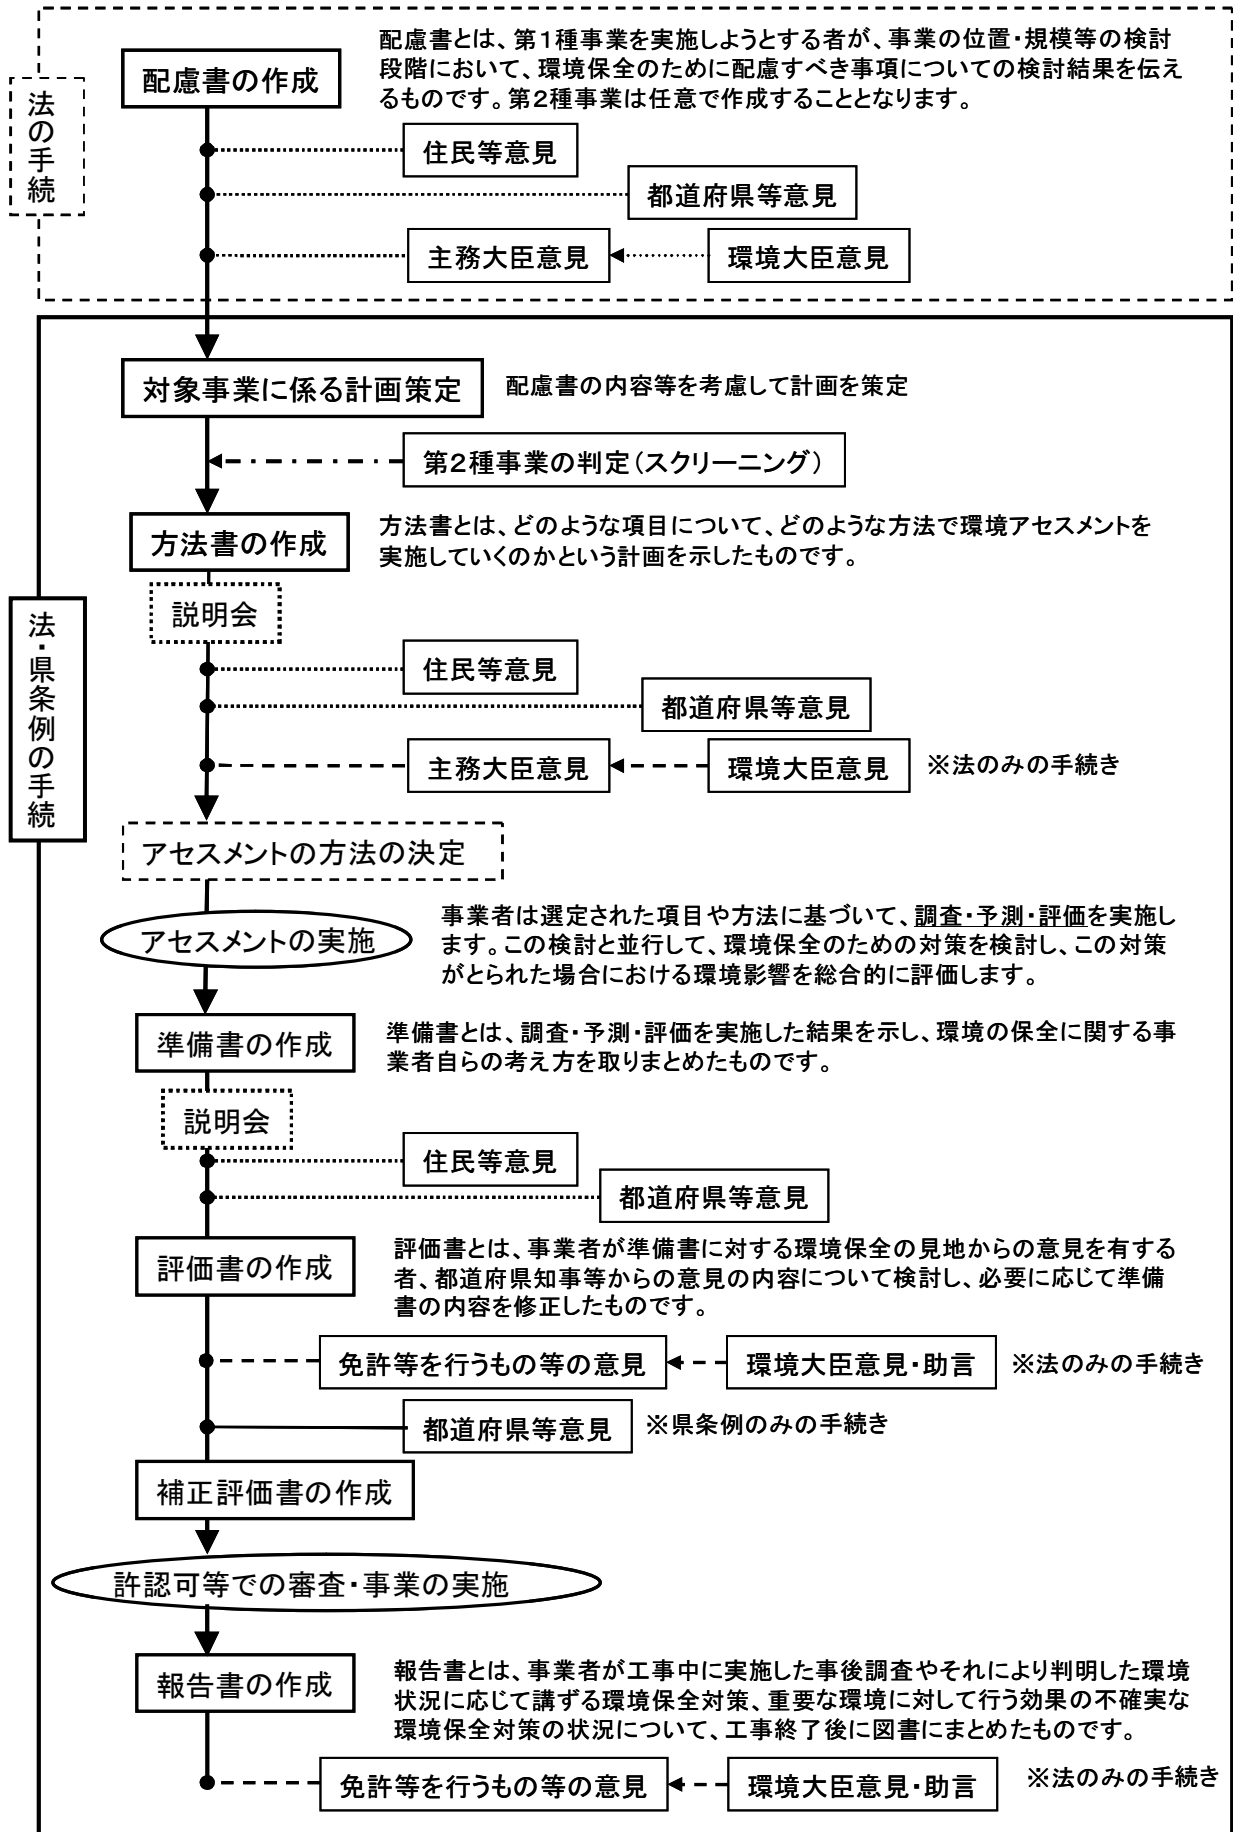 配慮書とは、第1種事業を実施しようとする者が、事業の位置・規模等の検討
段階において、環境保全のために配慮すべき事項についての検討結果を伝え
るものです。第2種事業は任意で作成することとなります。
配慮書の作成
法の手続
住民等意見
都道府県等意見
主務大臣意見
環境大臣意見
対象事業に係る計画策定
配慮書の内容等を考慮して計画を策定
第2種事業の判定(スクリーニング)
方法書の作成
方法書とは、どのような項目について、どのような方法で環境アセスメントを
実施していくのかという計画を示したものです。
説明会
法・県条例の手続
住民等意見
都道府県等意見
主務大臣意見
環境大臣意見
※法のみの手続き
アセスメントの方法の決定
アセスメントの実施
事業者は選定された項目や方法に基づいて、調査・予測・評価を実施し
ます。この検討と並行して、環境保全のための対策を検討し、この対策
がとられた場合における環境影響を総合的に評価します。
準備書の作成
準備書とは、調査・予測・評価を実施した結果を示し、環境の保全に関する事
業者自らの考え方を取りまとめたものです。
説明会
住民等意見
都道府県等意見
評価書の作成
評価書とは、事業者が準備書に対する環境保全の見地からの意見を有する
者、都道府県知事等からの意見の内容について検討し、必要に応じて準備
書の内容を修正したものです。
免許等を行うもの等の意見
環境大臣意見・助言
※法のみの手続き
都道府県等意見
※県条例のみの手続き
補正評価書の作成
許認可等での審査・事業の実施
報告書の作成
報告書とは、事業者が工事中に実施した事後調査やそれにより判明した環境
状況に応じて講ずる環境保全対策、重要な環境に対して行う効果の不確実な
環境保全対策の状況について、工事終了後に図書にまとめたものです。
免許等を行うもの等の意見
環境大臣意見・助言
※法のみの手続き